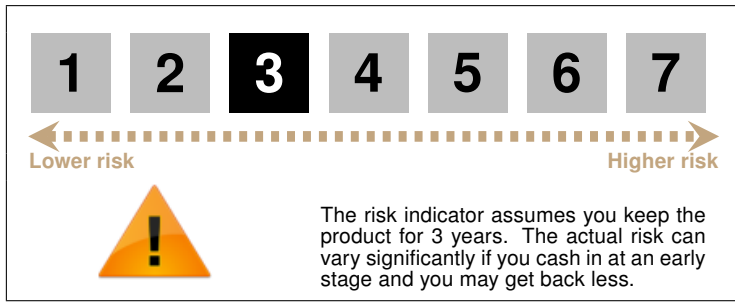 1 2 3 4 5 6 7
Lower risk Higher risk
!
The risk indicator assumes you keep the
product for 3 years. The actual risk can
vary significantly if you cash in at an early
stage and you may get back less.